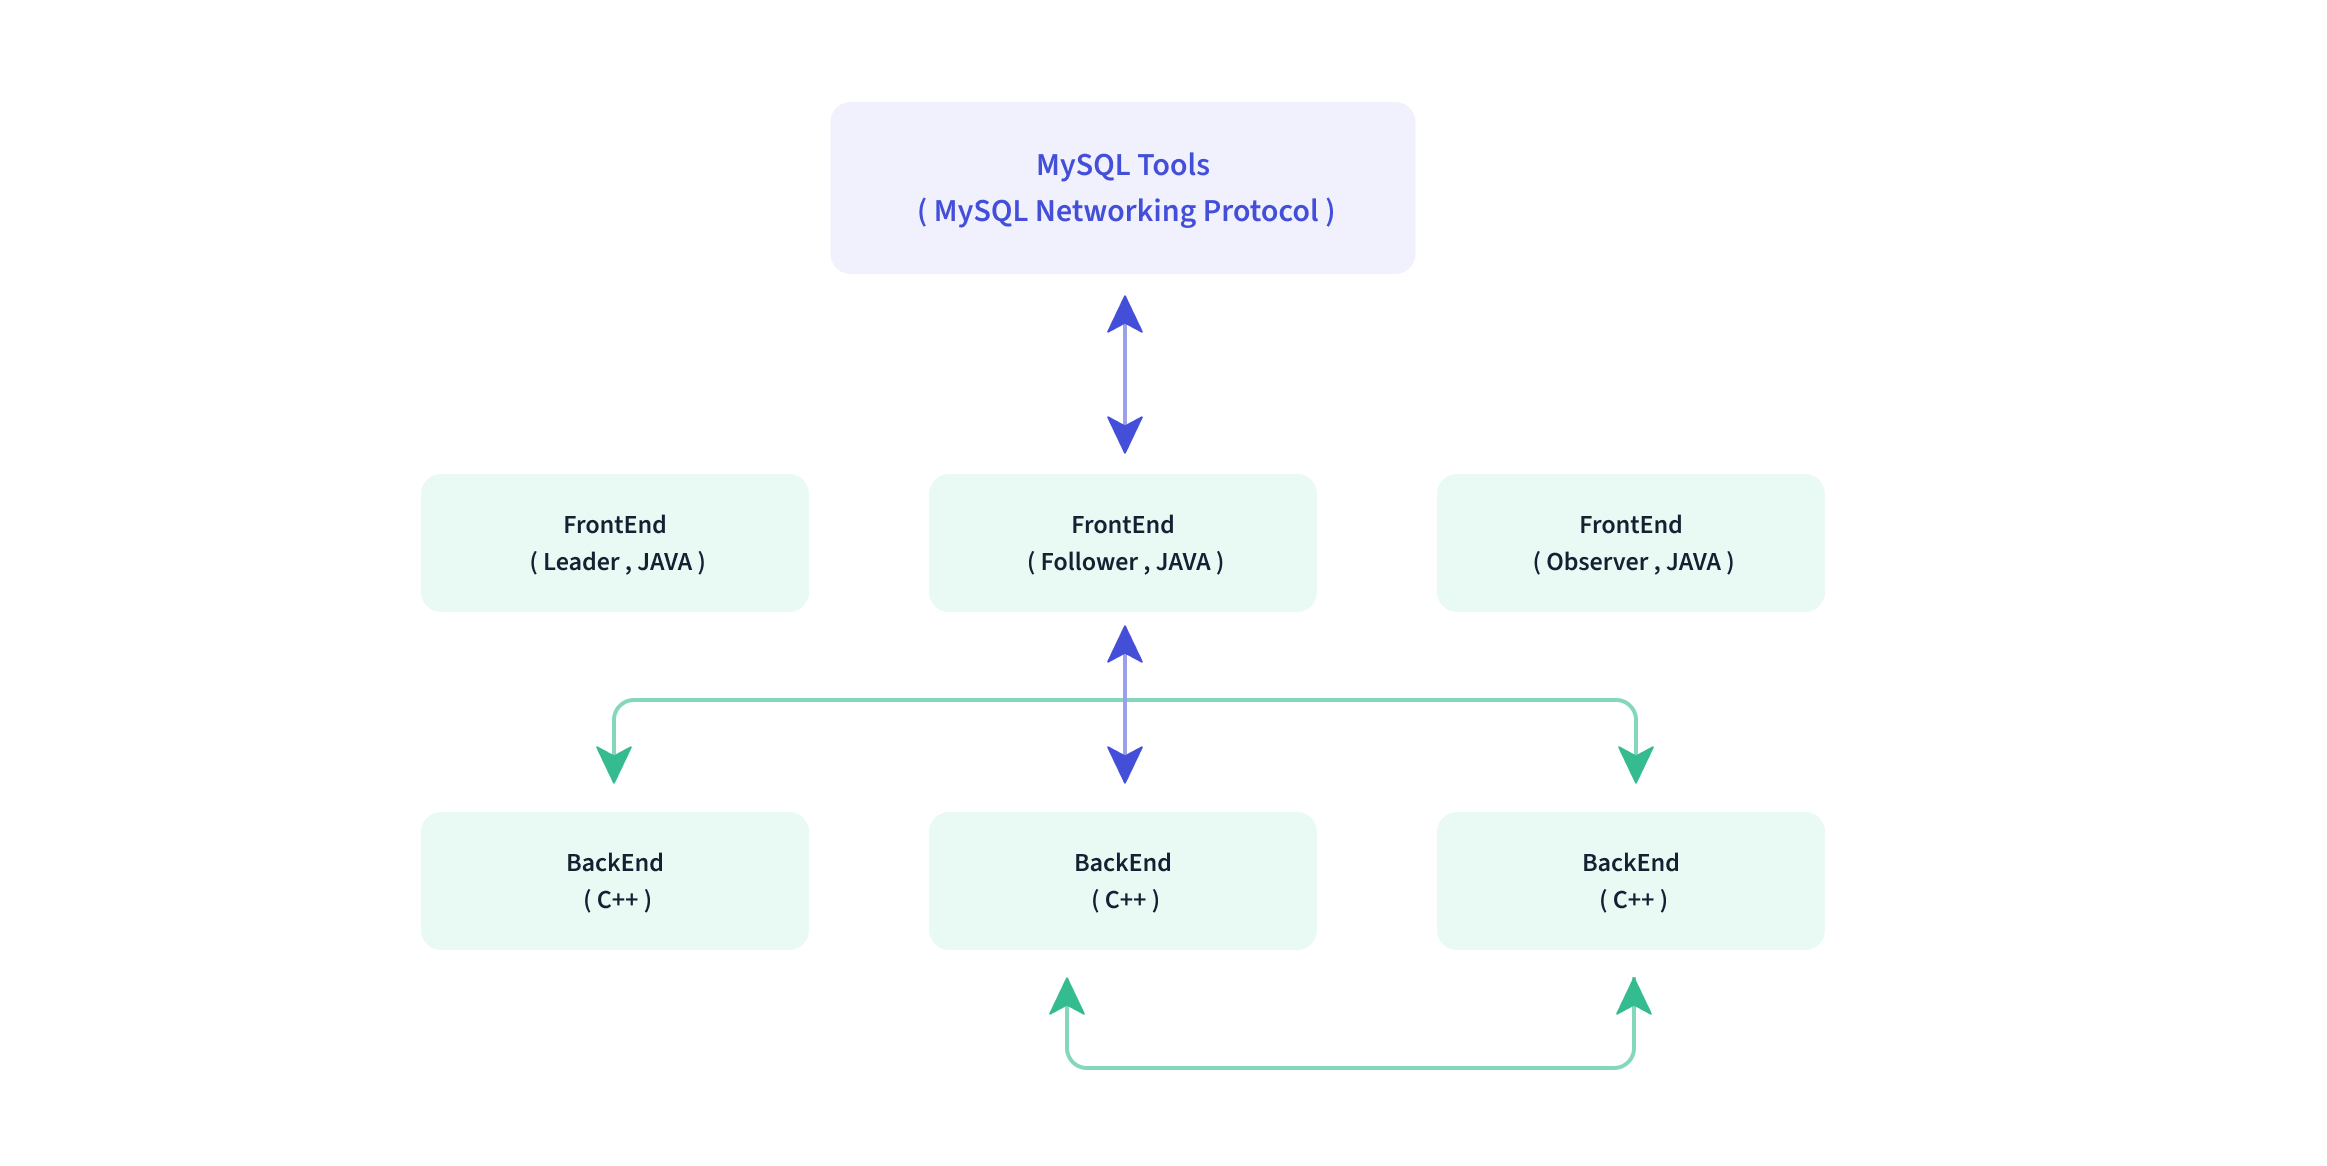 MySQL Tools
( MySQL Networking Protocol )
FrontEnd
( Leader , JAVA )
FrontEnd
( Follower , JAVA )
FrontEnd
( Observer , JAVA )
BackEnd
( C++ )
BackEnd
( C++ )
BackEnd
( C++ )